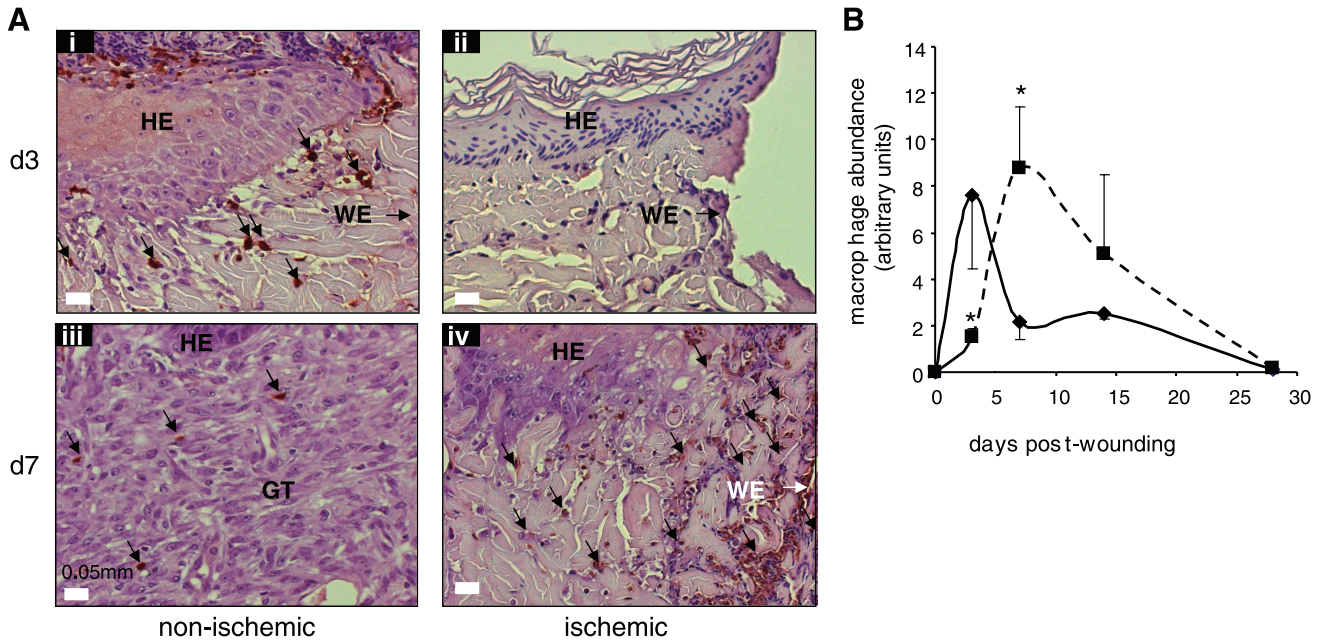 A
B
i
ii
HE
HE
WE
WE
d3
iii
iv
HE
HE
GT
WE
0.05mm
d7
non-ischemic
ischemic
macrop hage abundance
(arbitrary units)
14
12
10
8
6
4
2
0
*
*
0 5 10 15 20 25 30
days post-wounding